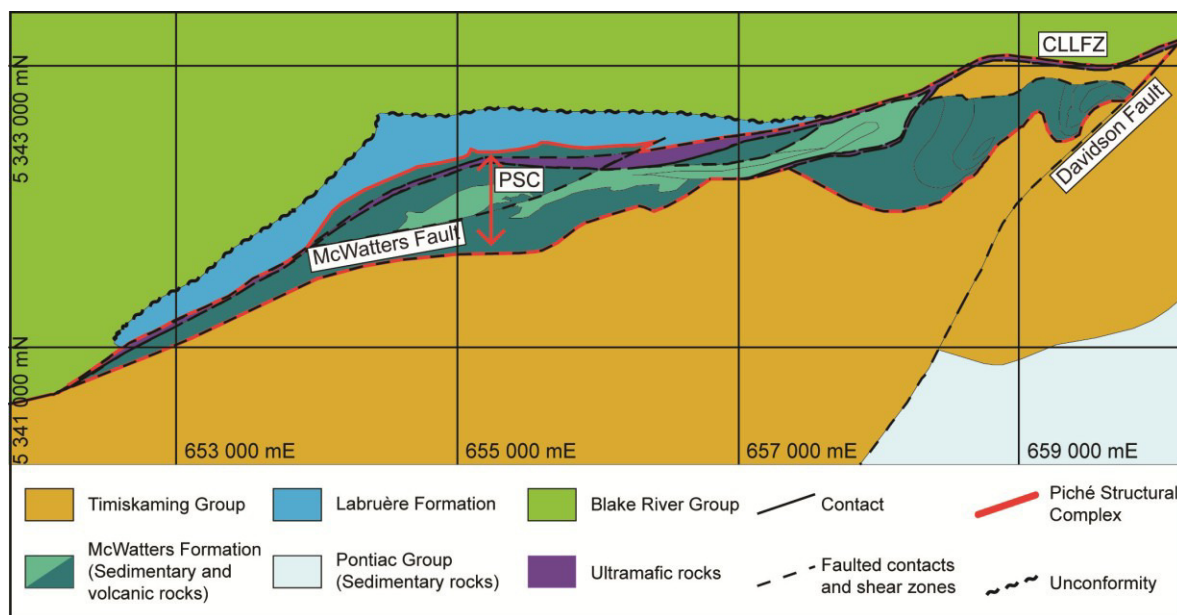 CLLFZ
5 343 000 mN
Davidson Fault
PSC
McWatters Fault
5 341 000 mN
653 000 mE
655 000 mE
657 000 mE
659 000 mE
Timiskaming Group
Labruère Formation
Blake River Group
Contact
Piché Structural
Complex
McWatters Formation
(Sedimentary and
volcanic rocks)
Pontiac Group
(Sedimentary rocks)
Ultramafic rocks
Faulted contacts
and shear zones
Unconformity